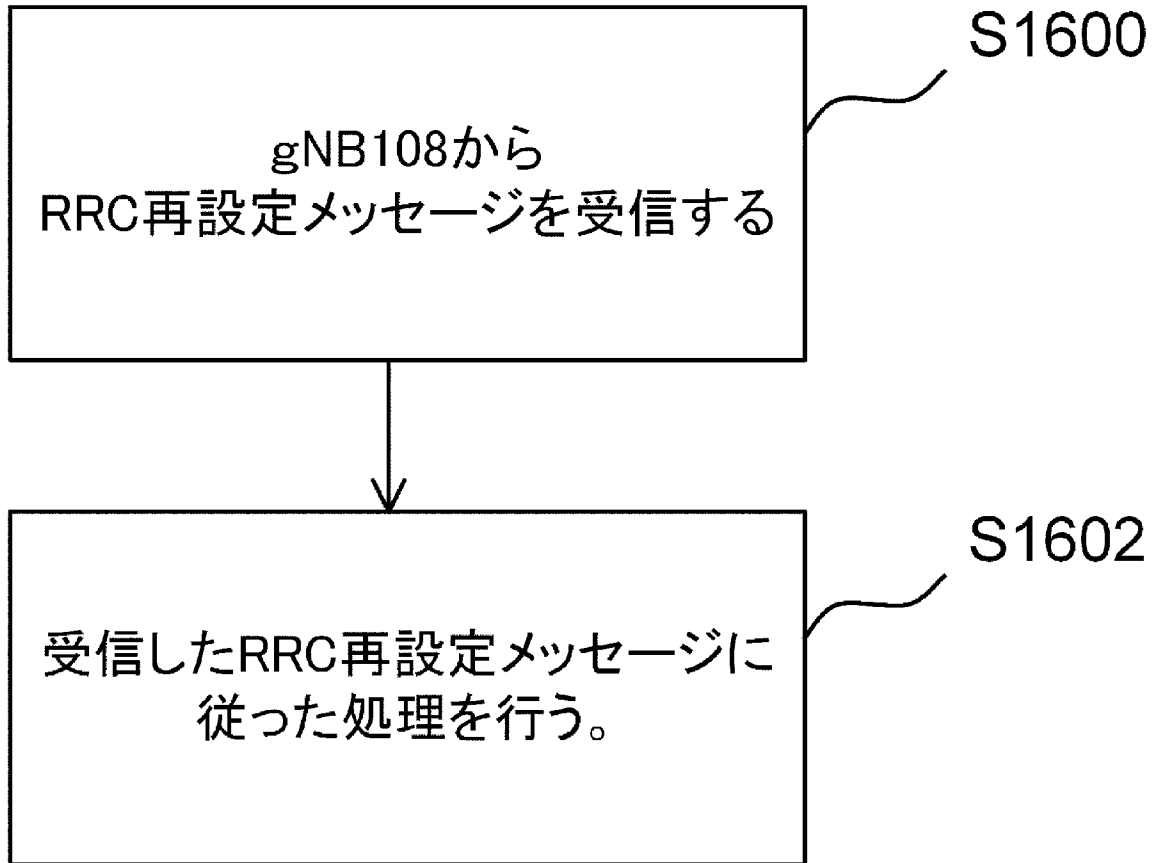 S1600
gNB108から
RRC再設定メッセージを受信する
S1602
受信したRRC再設定メッセージに
従った処理を行う。